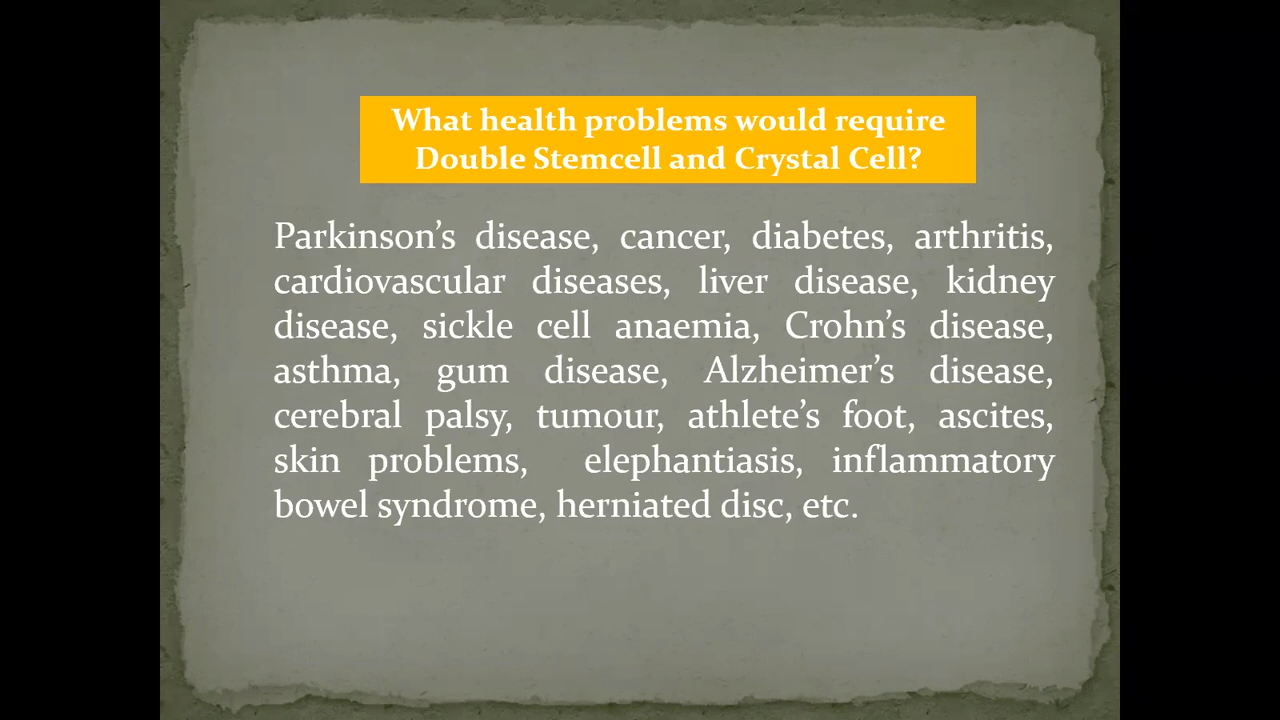 What health problems would require
Double Stemcell and Crystal Cell?
Parkinson’s disease, cancer, diabetes, arthritis,
cardiovascular diseases, liver disease, kidney
disease, sickle cell anaemia, Crohn’s disease,
asthma, gum disease, Alzheimer’s disease,
cerebral palsy, tumour, athlete’s foot, ascites,
skin problems, elephantiasis, inflammatory
bowel syndrome, herniated disc, etc.